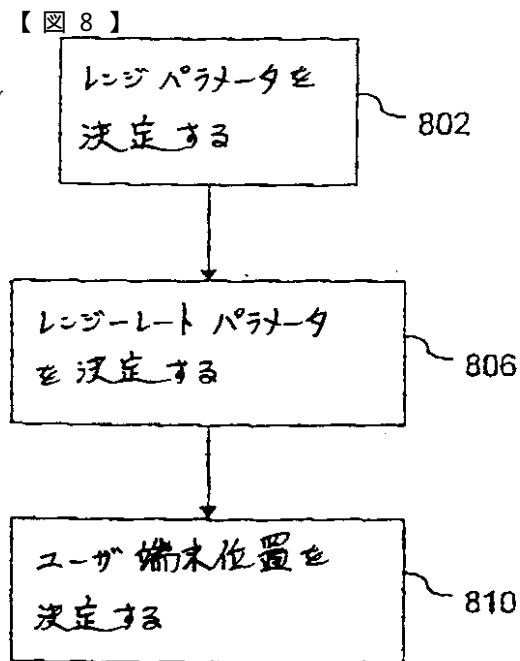 【図8】
レンジ パラメータを
決定する
802
レンジーレート パラメータ
を決定する
806
ユーザ端末位置を
決定する
810